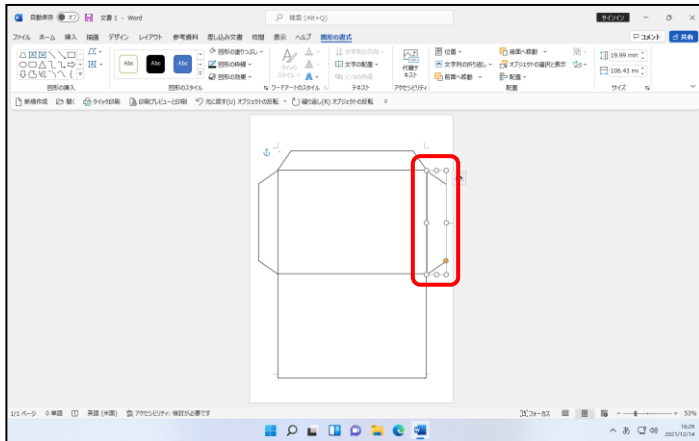 自動保存 オフ 文書 1 - Word 検索 (Alt+Q) サインイン
ファイル ホーム 挿入 描画 デザイン レイアウト 参考資料 差し込み文書 校閲 表示 ヘルプ 図形の書式 コメント 共有
Abc Abc Abc
図形の塗りつぶし
図形の枠線
図形の効果
クイック
スタイル
文字列の方向
文字の配置
リンクの作成
代替テ
キスト
位置
文字列の折り返し
前面へ移動
背面へ移動
オブジェクトの選択と表示
配置
19.99 mm
106.43 mm
図形の挿入 図形のスタイル ワードアートのスタイル テキスト アクセシビリティ 配置 サイズ
新規作成 開く クイック印刷 印刷プレビューと印刷 元に戻す(U) オブジェクトの反転 繰り返し(R) オブジェクトの反転
1/1 ページ 0 単語 英語 (米国) アクセシビリティ: 検討が必要です フォーカス 53%
あ 16:09
2021/12/14